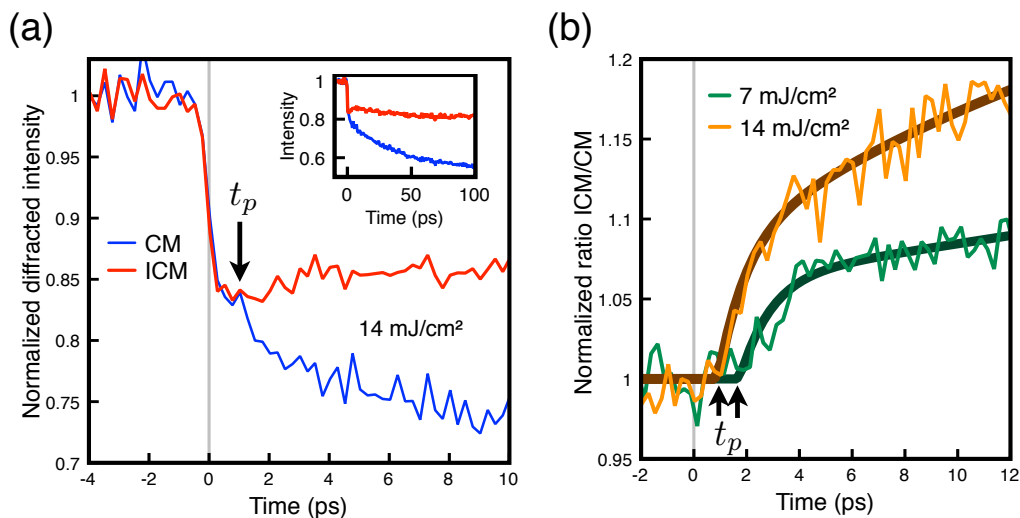 (a)
Normalized diffracted intensity
1
0.95
0.9
0.85
0.8
0.75
0.7
-4
-2
0
2
4
6
8
10
Time (ps)
t_p
CM
ICM
14 mJ/cm²
Intensity
1
0.8
0.6
0
50
100
Time (ps)
(b)
Normalized ratio ICM/CM
1.2
1.15
1.1
1.05
1
0.95
-2
0
2
4
6
8
10
12
Time (ps)
7 mJ/cm²
14 mJ/cm²
t_p